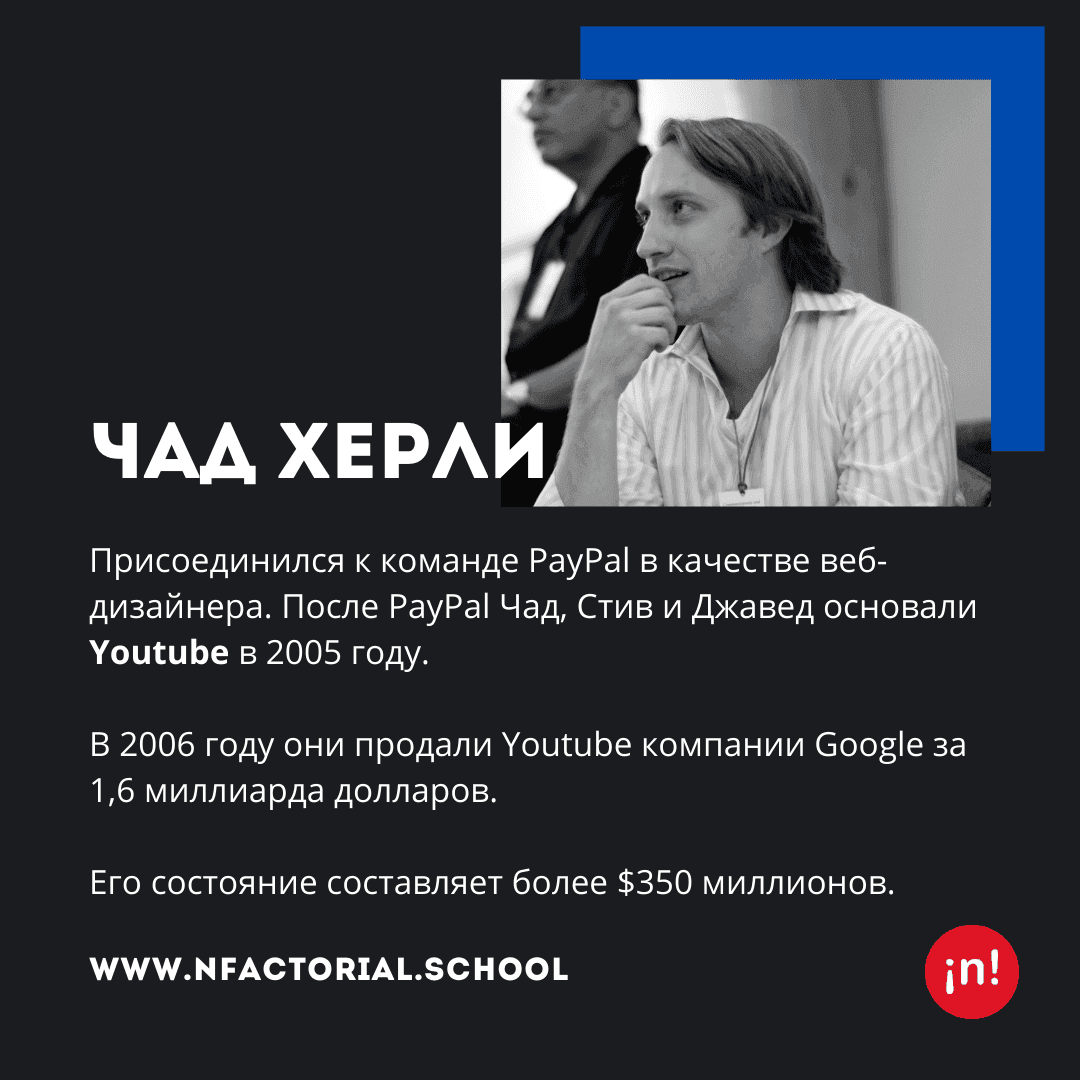 ЧАД ХЕРЛИ
Присоединился к команде PayPal в качестве веб-
дизайнера. После PayPal Чад, Стив и Джавед основали
Youtube в 2005 году.
В 2006 году они продали Youtube компании Google за
1,6 миллиарда долларов.
Его состояние составляет более $350 миллионов.
WWW.NFACTORIAL.SCHOOL
¡n!